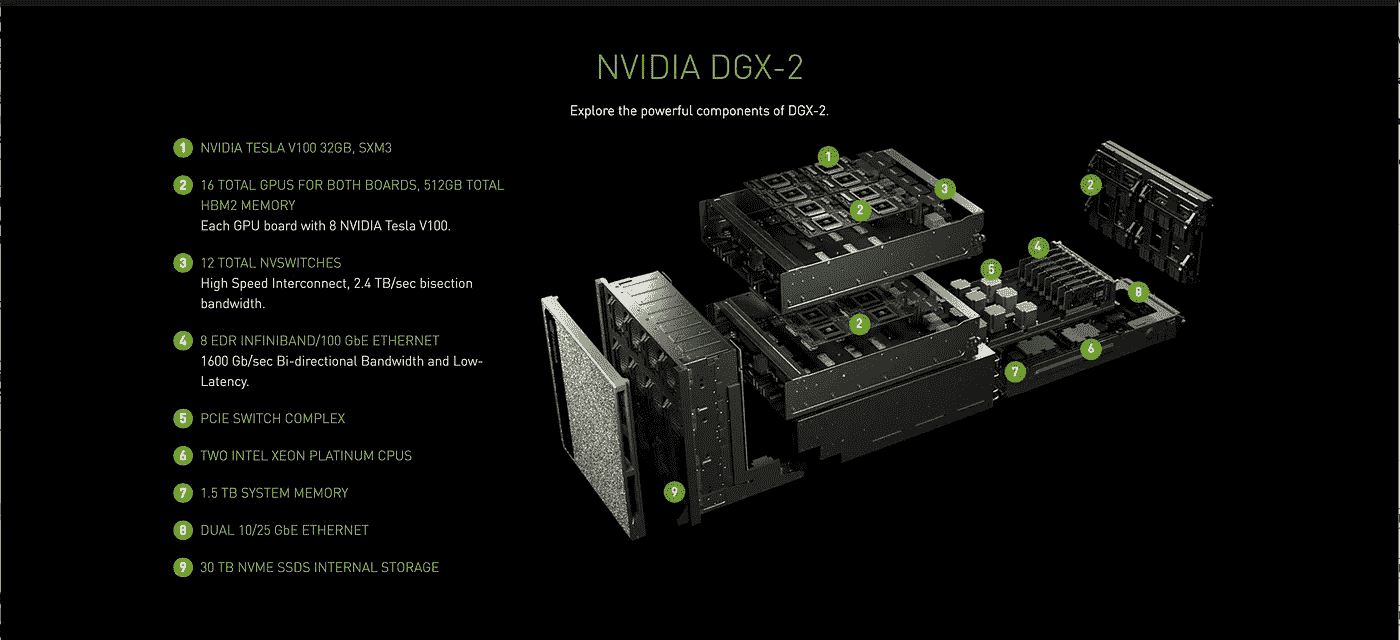 NVIDIA DGX-2
Explore the powerful components of DGX-2.
1 NVIDIA TESLA V100 32GB, SXM3
2 16 TOTAL GPUS FOR BOTH BOARDS, 512GB TOTAL
HBM2 MEMORY
Each GPU board with 8 NVIDIA Tesla V100.
3 12 TOTAL NVSWITCHES
High Speed Interconnect, 2.4 TB/sec bisection
bandwidth.
4 8 EDR INFINIBAND/100 GbE ETHERNET
1600 Gb/sec Bi-directional Bandwidth and Low-
Latency.
5 PCIE SWITCH COMPLEX
6 TWO INTEL XEON PLATINUM CPUS
7 1.5 TB SYSTEM MEMORY
8 DUAL 10/25 GbE ETHERNET
9 30 TB NVME SSDS INTERNAL STORAGE
1
2
3
2
2
4
5
8
6
7
9